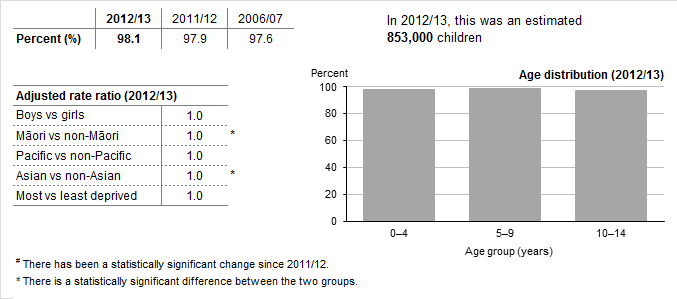 2012/13 2011/12 2006/07
Percent (%) 98.1 97.9 97.6
In 2012/13, this was an estimated
853,000 children
Adjusted rate ratio (2012/13)
Boys vs girls 1.0
Māori vs non-Māori 1.0 *
Pacific vs non-Pacific 1.0
Asian vs non-Asian 1.0 *
Most vs least deprived 1.0
Percent Age distribution (2012/13)
100
80
60
40
20
0
0–4 5–9 10–14
Age group (years)
# There has been a statistically significant change since 2011/12.
* There is a statistically significant difference between the two groups.